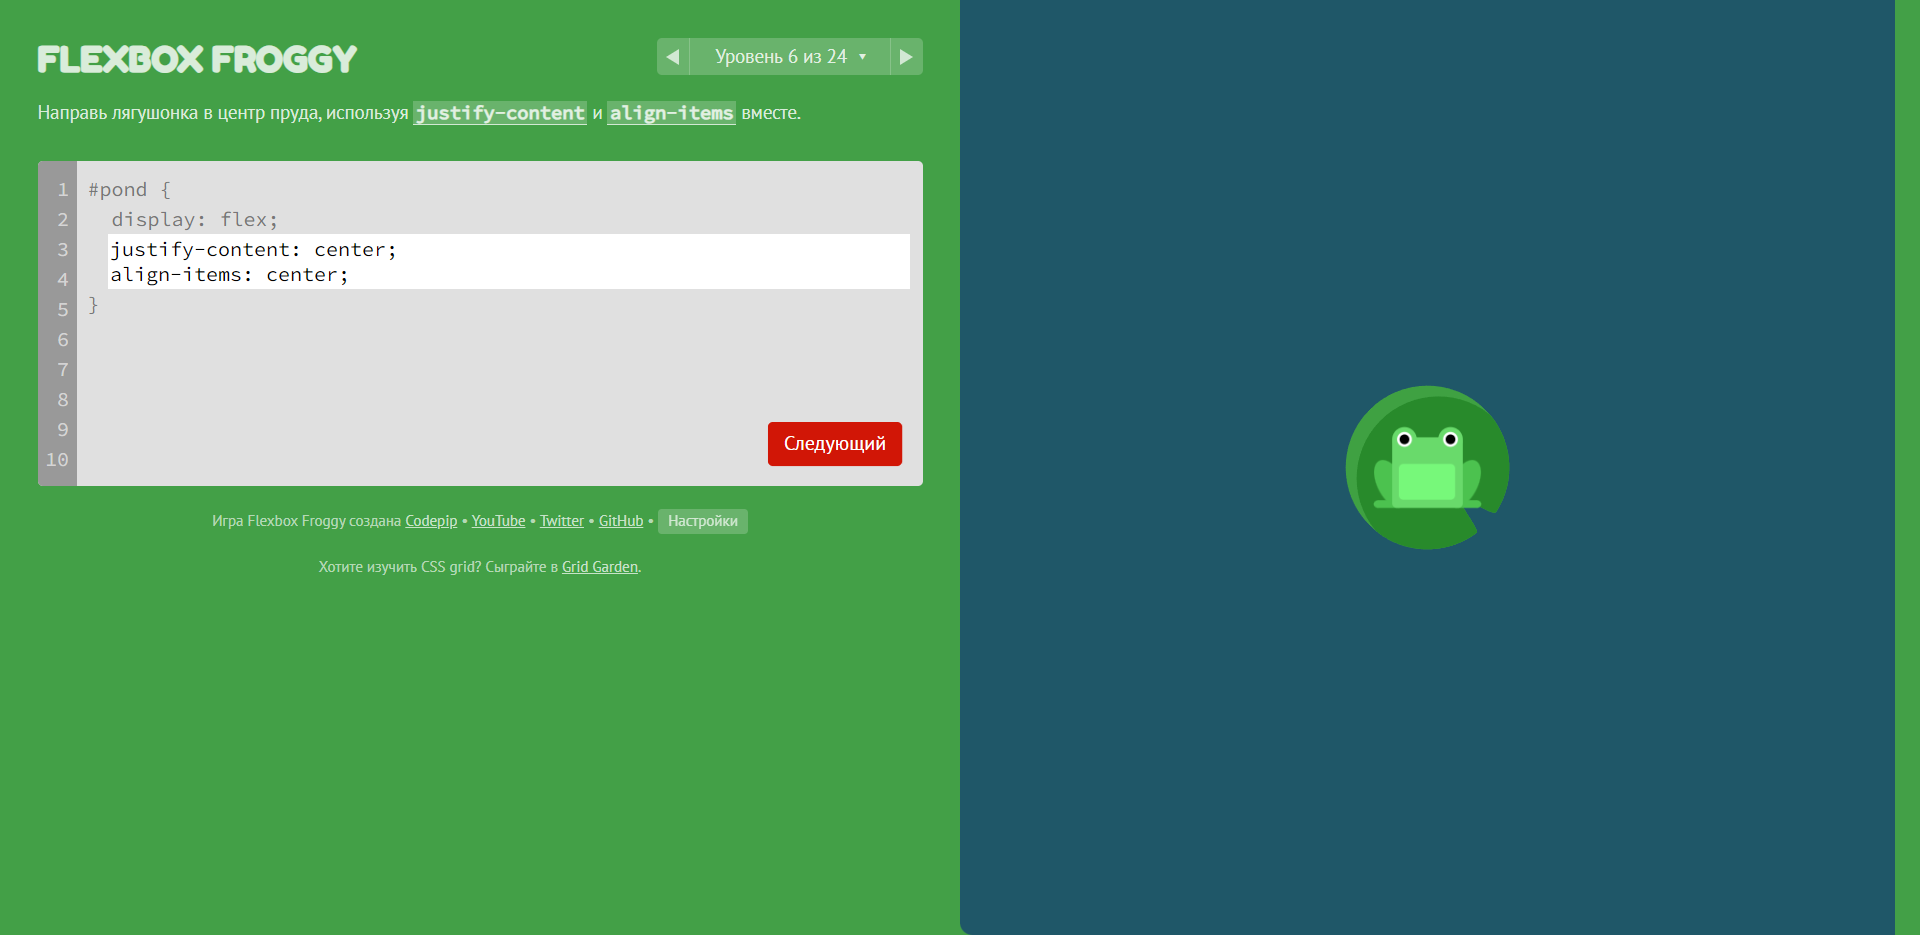 FLEXBOX FROGGY
Уровень 6 из 24
Направь лягушонка в центр пруда, используя justify-content и align-items вместе.
1 #pond {
2 display: flex;
3 justify-content: center;
4 align-items: center;
5 }
6
7
8
9
10
Следующий
Игра Flexbox Froggy создана Codepip • YouTube • Twitter • GitHub • Настройки
Хотите изучить CSS grid? Сыграйте в Grid Garden.